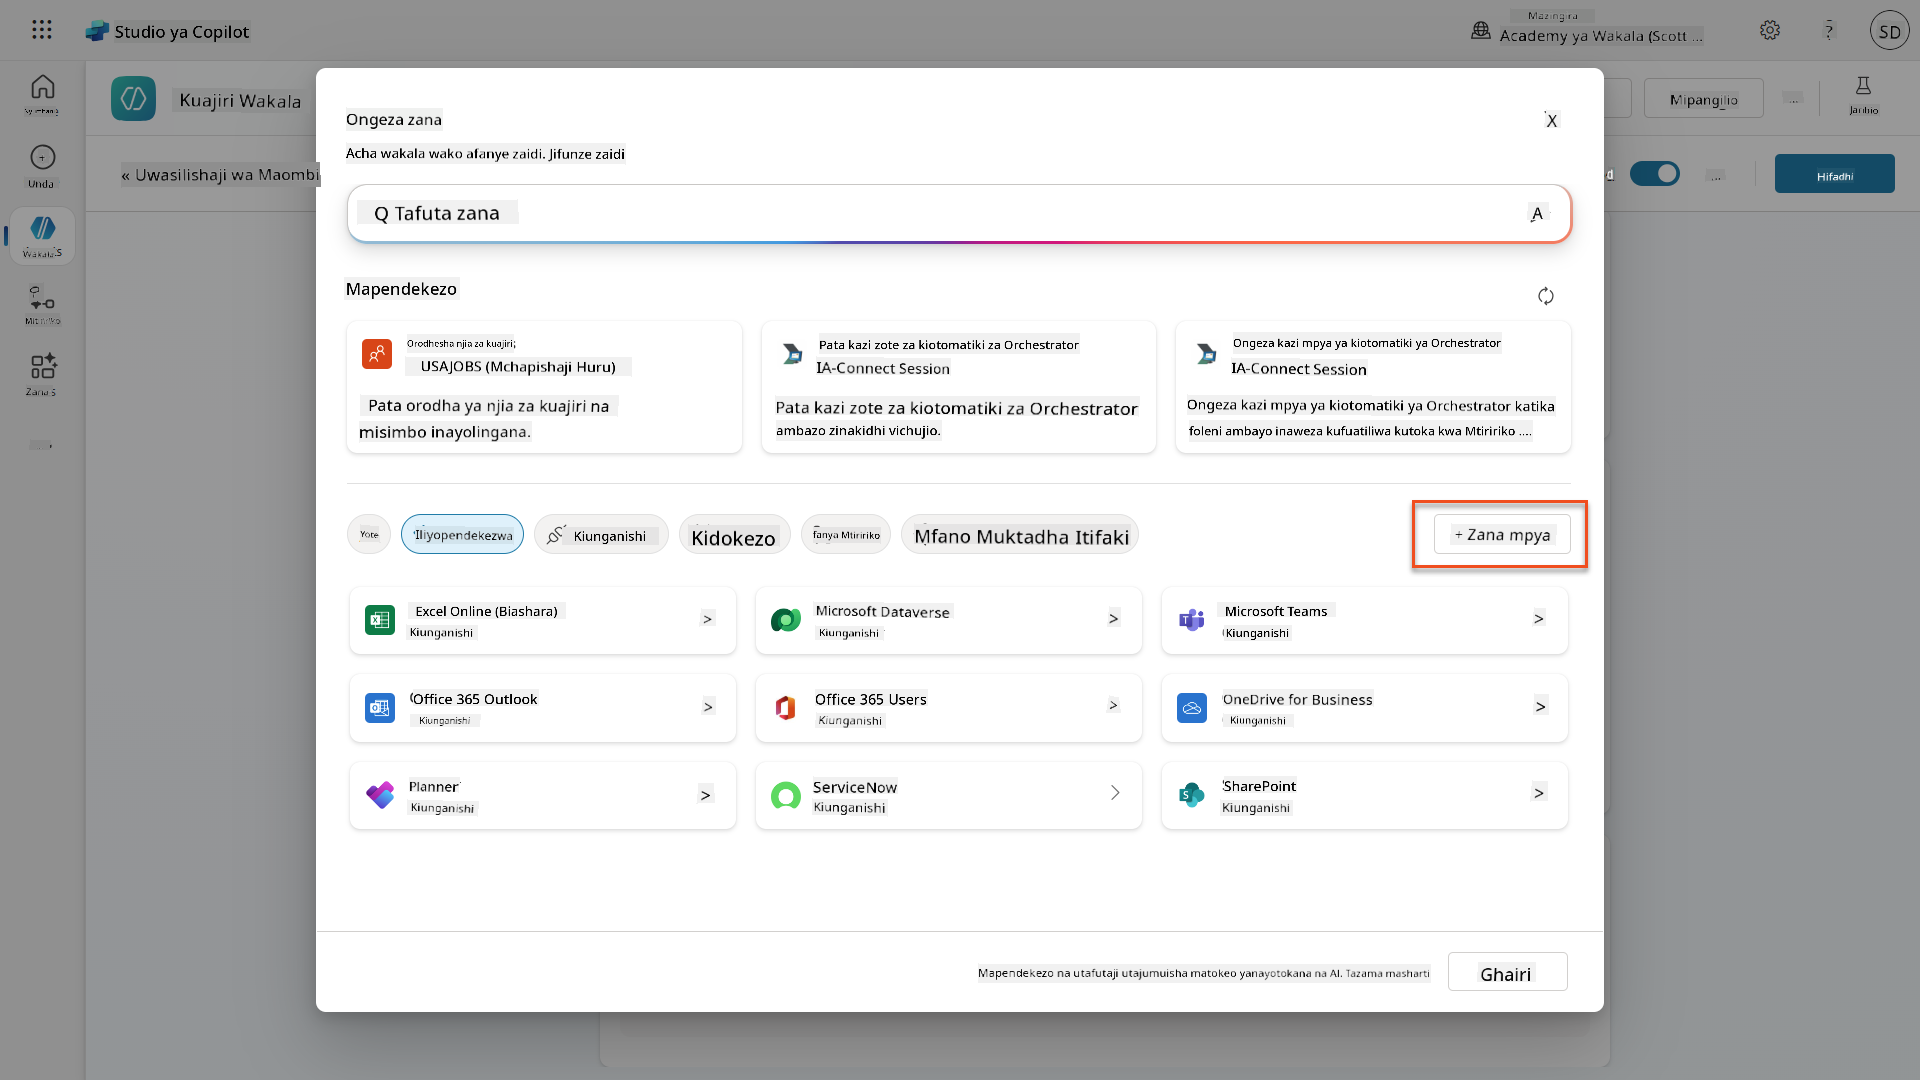 Studio ya Copilot
Mazingira
Academy ya Wakala (Scott ...
?
SD
Kuajiri Wakala
Mipangilio
...
Jaribio
Unda
« Uwasilishaji wa Maombi
...
Hifadhi
Wakala S
Mitiririko
Zana S
Ongeza zana
X
Acha wakala wako afanye zaidi. Jifunze zaidi
Q Tafuta zana
A
Mapendekezo
Orodhesha njia za kuajiri;
USAJOBS (Mchapishaji Huru)
Pata orodha ya njia za kuajiri na
misimbo inayolingana.
Pata kazi zote za kiotomatiki za Orchestrator
IA-Connect Session
Pata kazi zote za kiotomatiki za Orchestrator
ambazo zinakidhi vichujio.
Ongeza kazi mpya ya kiotomatiki ya Orchestrator
IA-Connect Session
Ongeza kazi mpya ya kiotomatiki ya Orchestrator katika
foleni ambayo inaweza kufuatiliwa kutoka kwa Mtiririko ....
Yote
Iliyopendekezwa
Kiunganishi
Kidokezo
fanya Mtiririko
Mfano Muktadha Itifaki
+ Zana mpya
Excel Online (Biashara)
Kiunganishi
>
Microsoft Dataverse
Kiunganishi
>
Microsoft Teams
Kiunganishi
>
Office 365 Outlook
Kiunganishi
>
Office 365 Users
Kiunganishi
>
OneDrive for Business
Kiunganishi
>
Planner
Kiunganishi
>
ServiceNow
Kiunganishi
SharePoint
Kiunganishi
>
Mapendekezo na utafutaji utajumuisha matokeo yanayotokana na AI. Tazama masharti
Ghairi